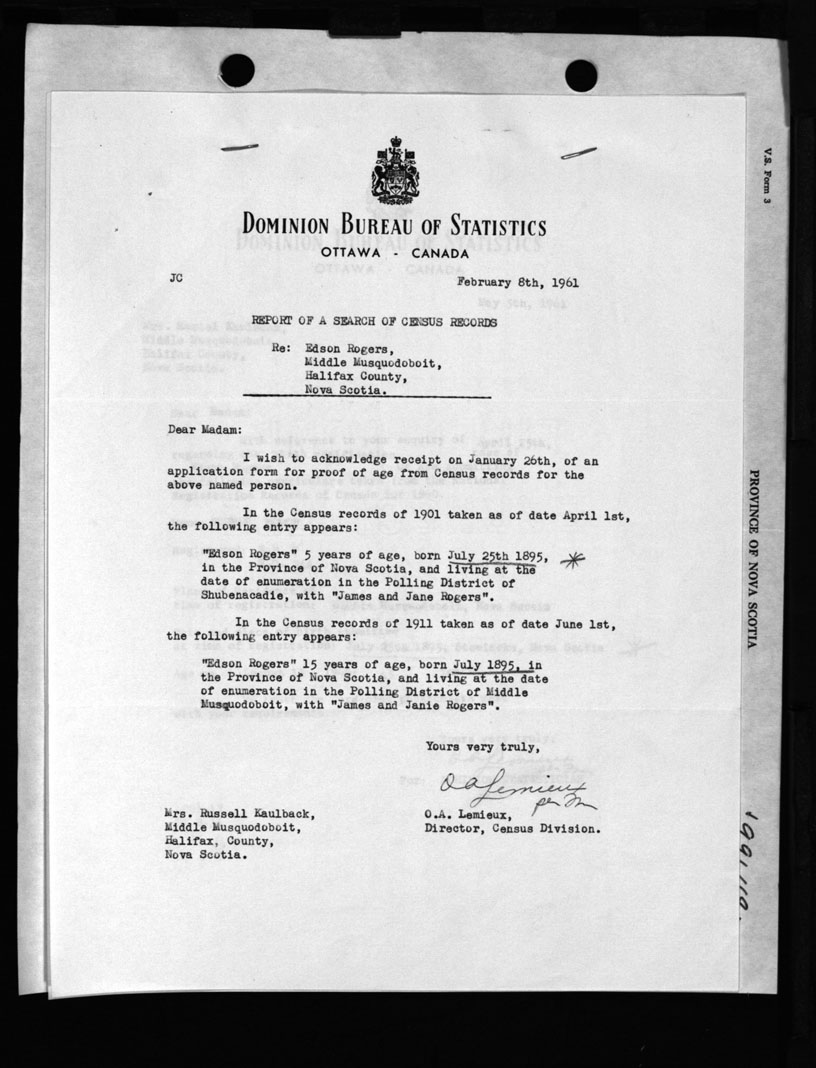 DOMINION BUREAU OF STATISTICS
OTTAWA - CANADA
JC
February 8th, 1961
REPORT OF A SEARCH OF CENSUS RECORDS
Re: Edson Rogers,
Middle Musquodoboit,
Halifax County,
Nova Scotia.
Dear Madam:
I wish to acknowledge receipt on January 26th, of an
application form for proof of age from Census records for the
above named person.
In the Census records of 1901 taken as of date April 1st,
the following entry appears:
"Edson Rogers" 5 years of age, born July 25th 1895,
in the Province of Nova Scotia, and living at the
date of enumeration in the Polling District of
Shubenacadie, with "James and Jane Rogers".
In the Census records of 1911 taken as of date June 1st,
the following entry appears:
"Edson Rogers" 15 years of age, born July 1895, in
the Province of Nova Scotia, and living at the date
of enumeration in the Polling District of Middle
Musquodoboit, with "James and Janie Rogers".
Yours very truly,
O A Lemieux
per
O.A. Lemieux,
Director, Census Division.
Mrs. Russell Kaulback,
Middle Musquodoboit,
Halifax, County,
Nova Scotia.
V.S. Form 3
PROVINCE OF NOVA SCOTIA